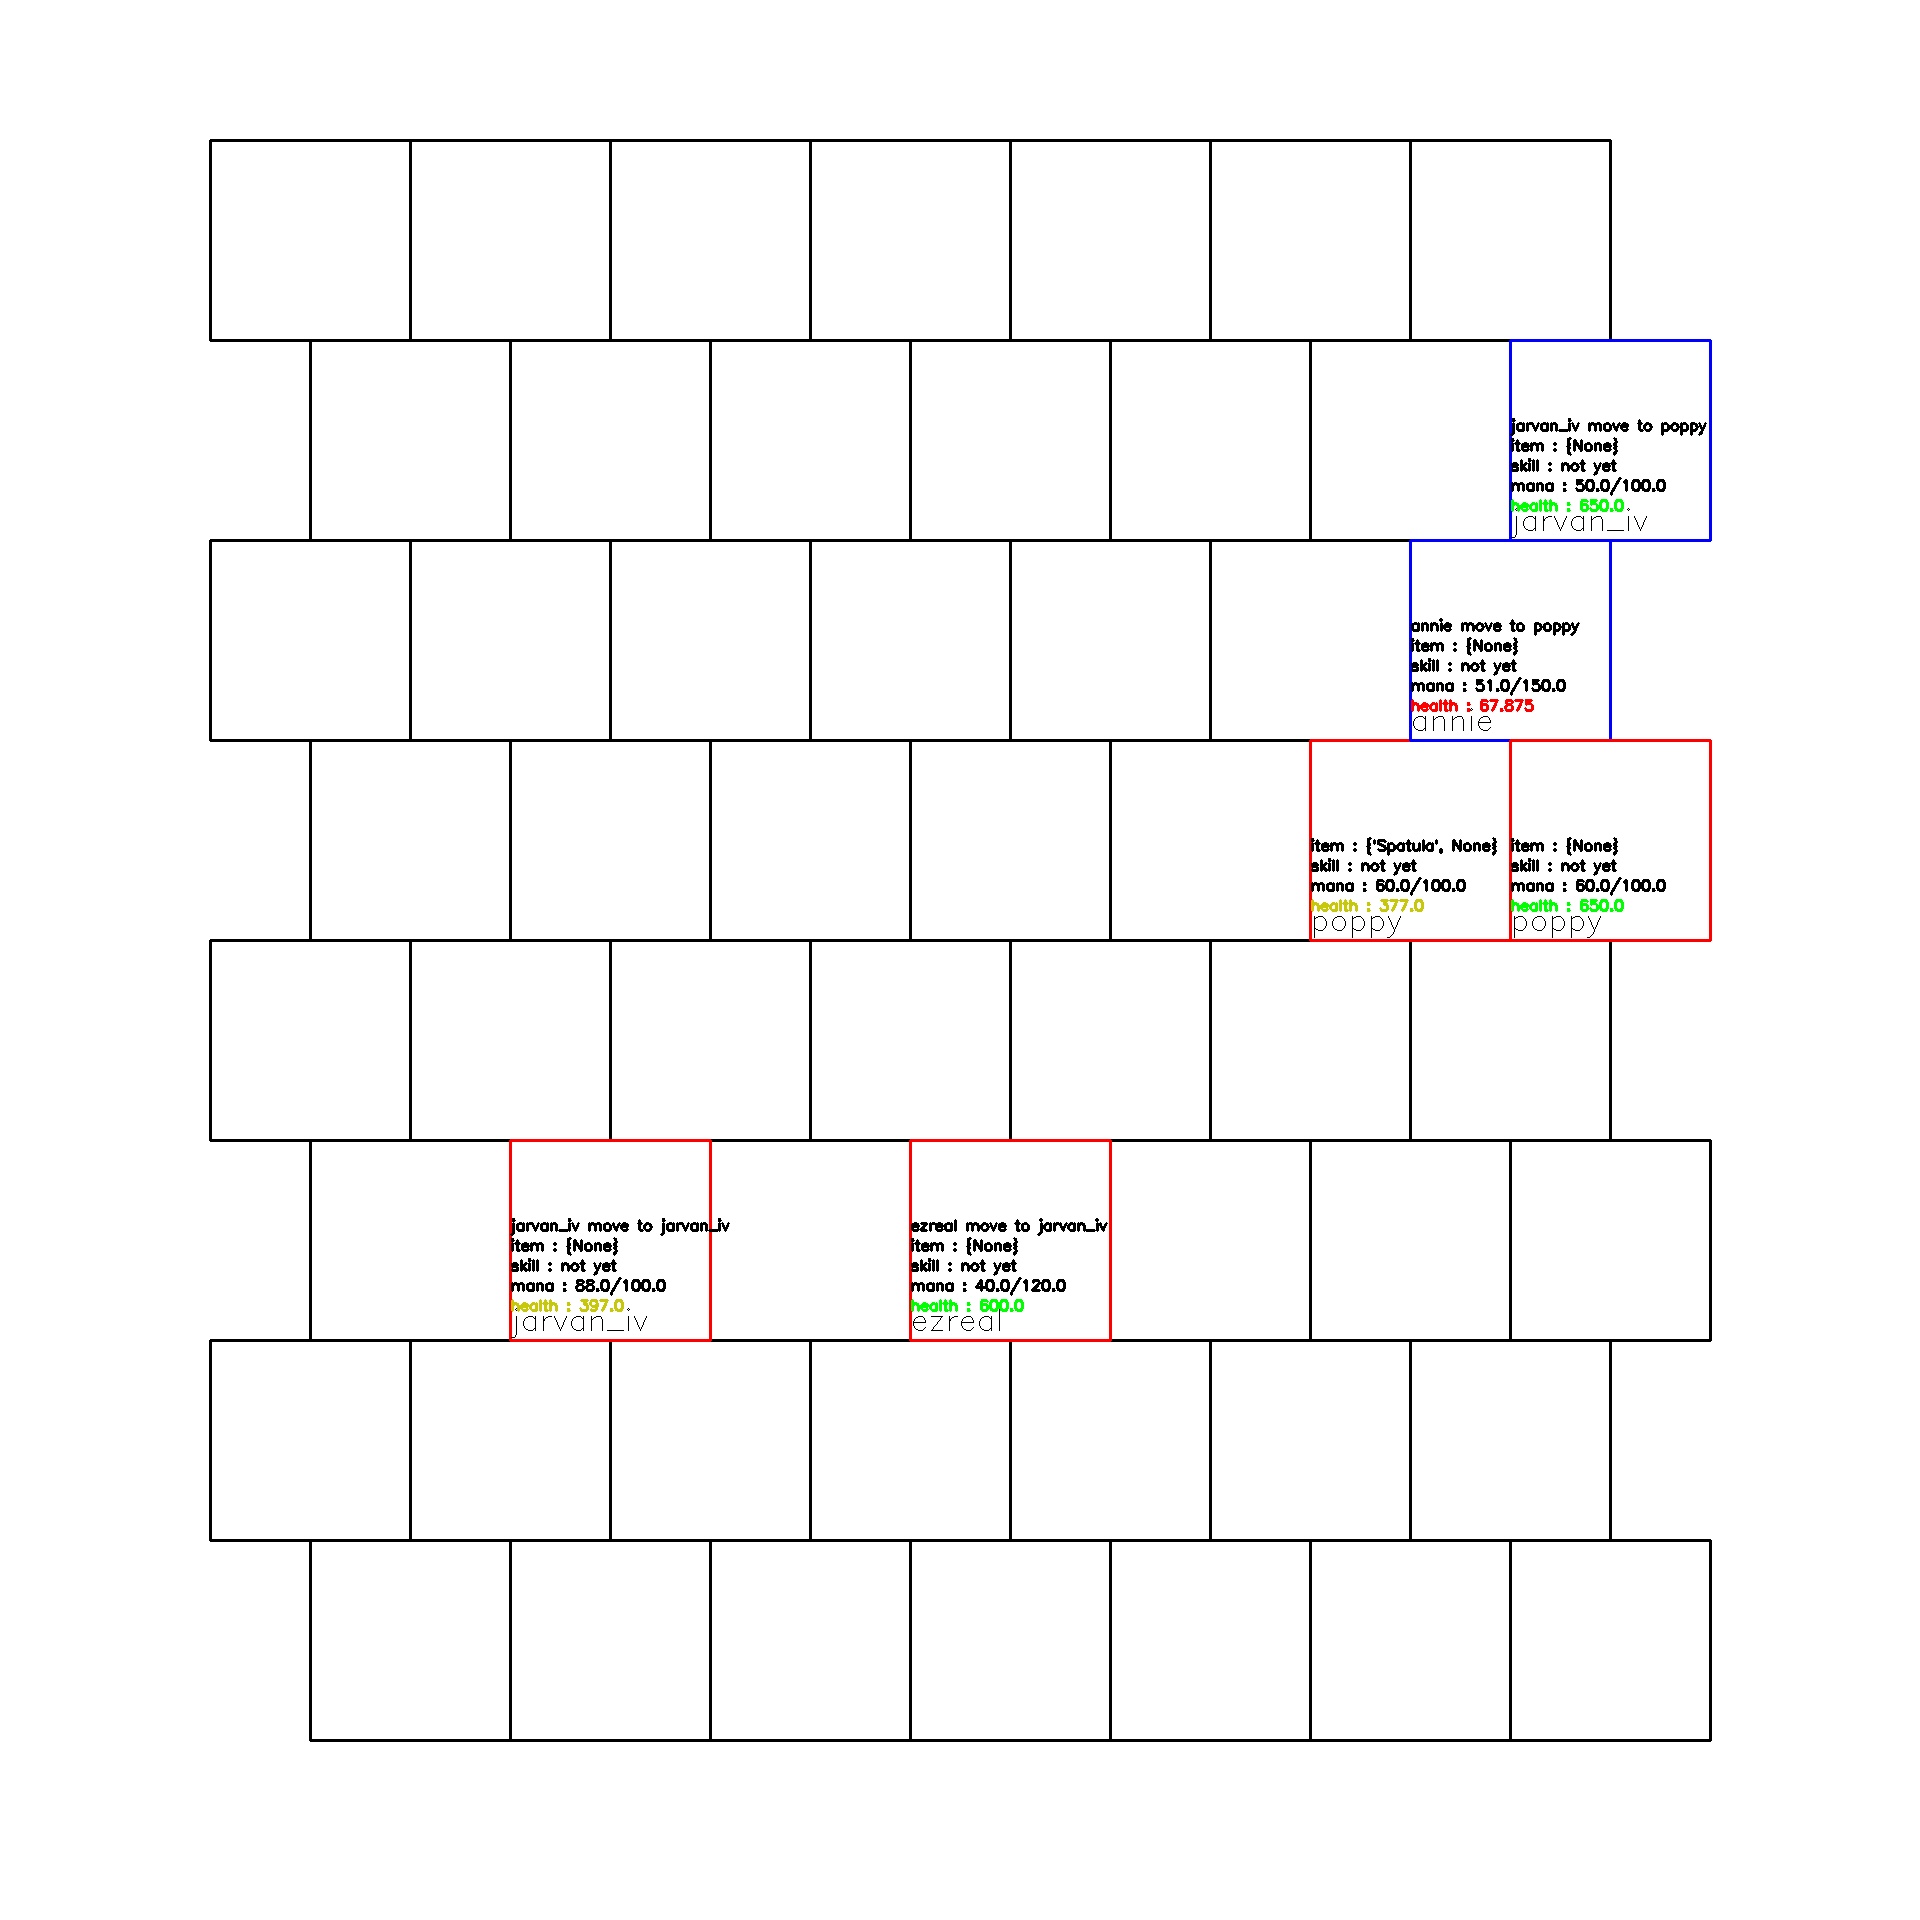 jarvan_iv move to poppy
item : {None}
skill : not yet
mana : 50.0/100.0
health : 650.0
jarvan_iv
annie move to poppy
item : {None}
skill : not yet
mana : 51.0/150.0
health : 67.875
annie
item : {'Spatula', None}
skill : not yet
mana : 60.0/100.0
health : 377.0
poppy
item : {None}
skill : not yet
mana : 60.0/100.0
health : 650.0
poppy
jarvan_iv move to jarvan_iv
item : {None}
skill : not yet
mana : 88.0/100.0
health : 397.0
jarvan_iv
ezreal move to jarvan_iv
item : {None}
skill : not yet
mana : 40.0/120.0
health : 600.0
ezreal